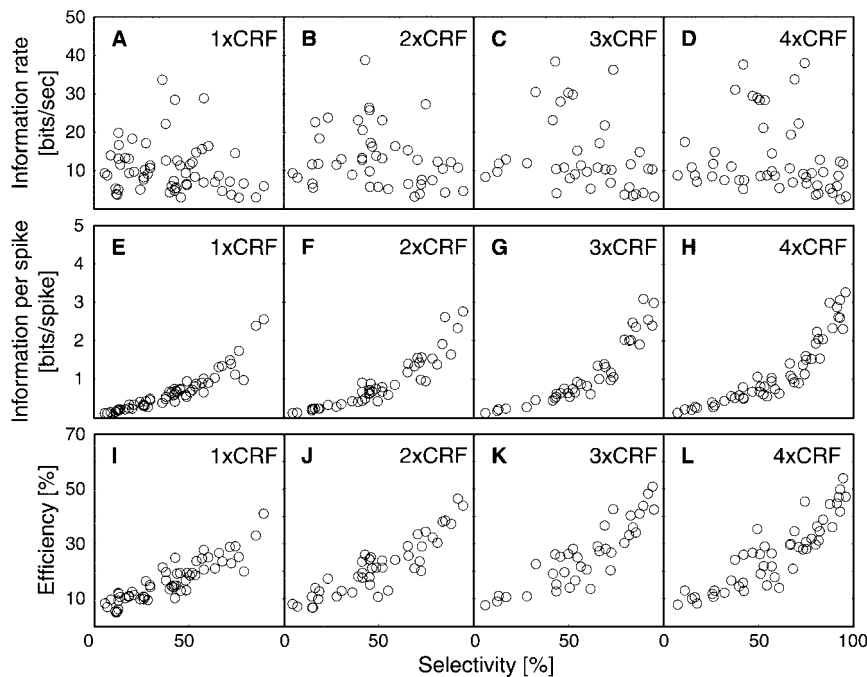 Information rate
[bits/sec]
50
40
30
20
10
A 1xCRF
B 2xCRF
C 3xCRF
D 4xCRF
Information per spike
[bits/spike]
5
4
3
2
1
E 1xCRF
F 2xCRF
G 3xCRF
H 4xCRF
Efficiency [%]
70
50
30
10
I 1xCRF
J 2xCRF
K 3xCRF
L 4xCRF
0 50 0 50 0 50 0 50 100
Selectivity [%]